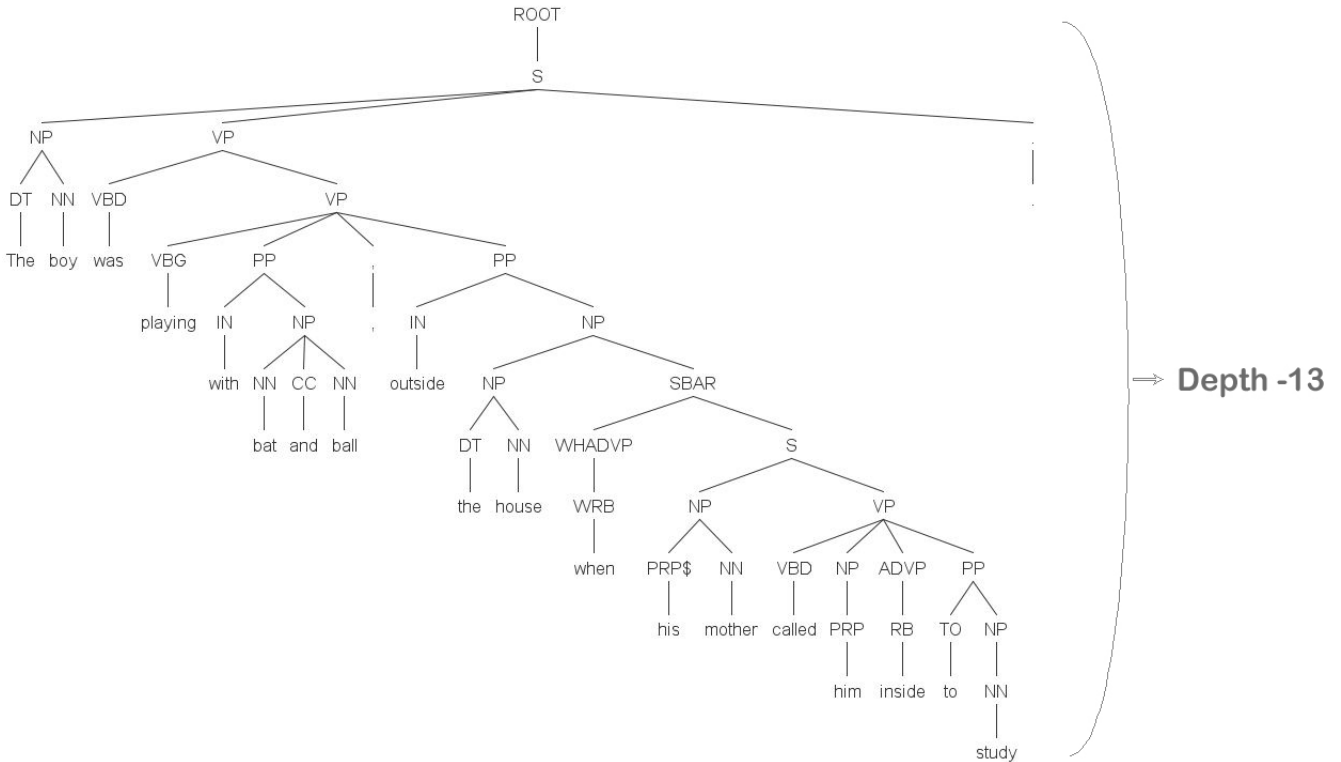 ROOT
S
NP VP .
DT NN VBD VP .
The boy was VBG PP , PP
playing IN NP , IN NP
with NN CC NN outside NP SBAR
Depth -13
bat and ball DT NN WHADVP S
the house WRB NP VP
when PRP$ NN VBD NP ADVP PP
his mother called PRP RB TO NP
him inside to NN
study